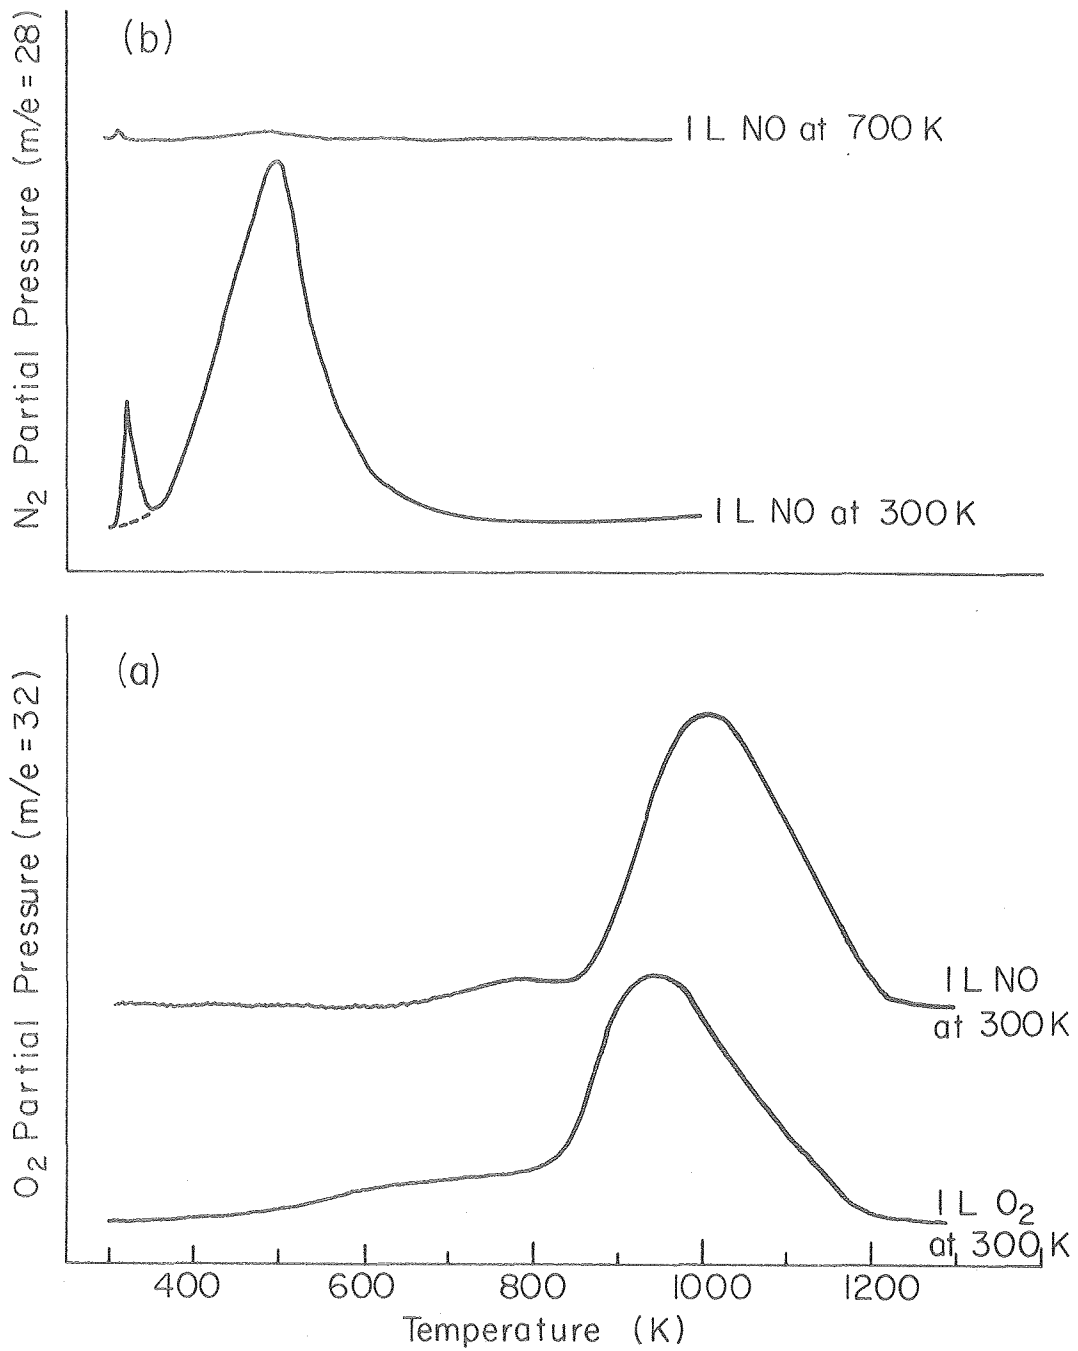 (b)
N2 Partial Pressure (m/e = 28)
1 L NO at 700 K
1 L NO at 300 K
(a)
O2 Partial Pressure (m/e = 32)
1 L NO
at 300 K
1 L O2
at 300 K
400 600 800 1000 1200
Temperature (K)